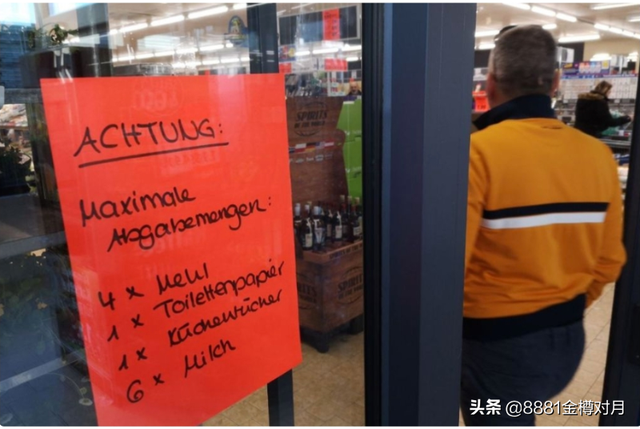 ACHTUNG:
Maximale
Abgabemengen:
4 x Mehl
1 x Toilettenpapier
1 x Küchentücher
6 x Milch
SPIRITS
头条 @8881金樽对月